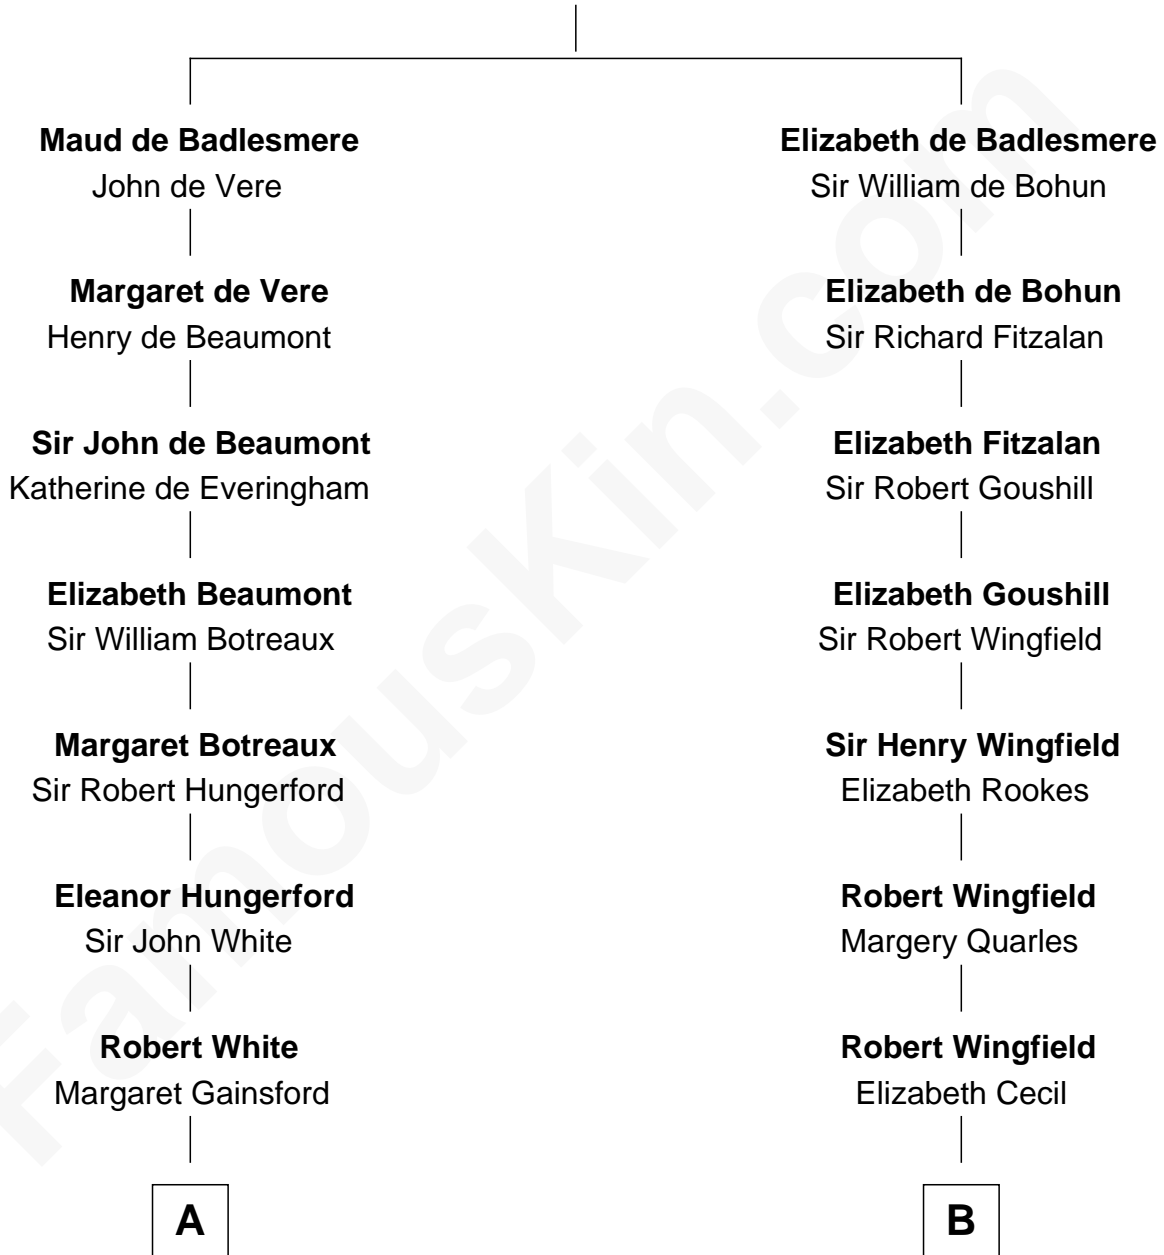 Maud de Badlesmere
John de Vere
Margaret de Vere
Henry de Beaumont
Sir John de Beaumont
Katherine de Everingham
Elizabeth Beaumont
Sir William Botreaux
Margaret Botreaux
Sir Robert Hungerford
Eleanor Hungerford
Sir John White
Robert White
Margaret Gainsford
A
Elizabeth de Badlesmere
Sir William de Bohun
Elizabeth de Bohun
Sir Richard Fitzalan
Elizabeth Fitzalan
Sir Robert Goushill
Elizabeth Goushill
Sir Robert Wingfield
Sir Henry Wingfield
Elizabeth Rookes
Robert Wingfield
Margery Quarles
Robert Wingfield
Elizabeth Cecil
B
FamousKin.com